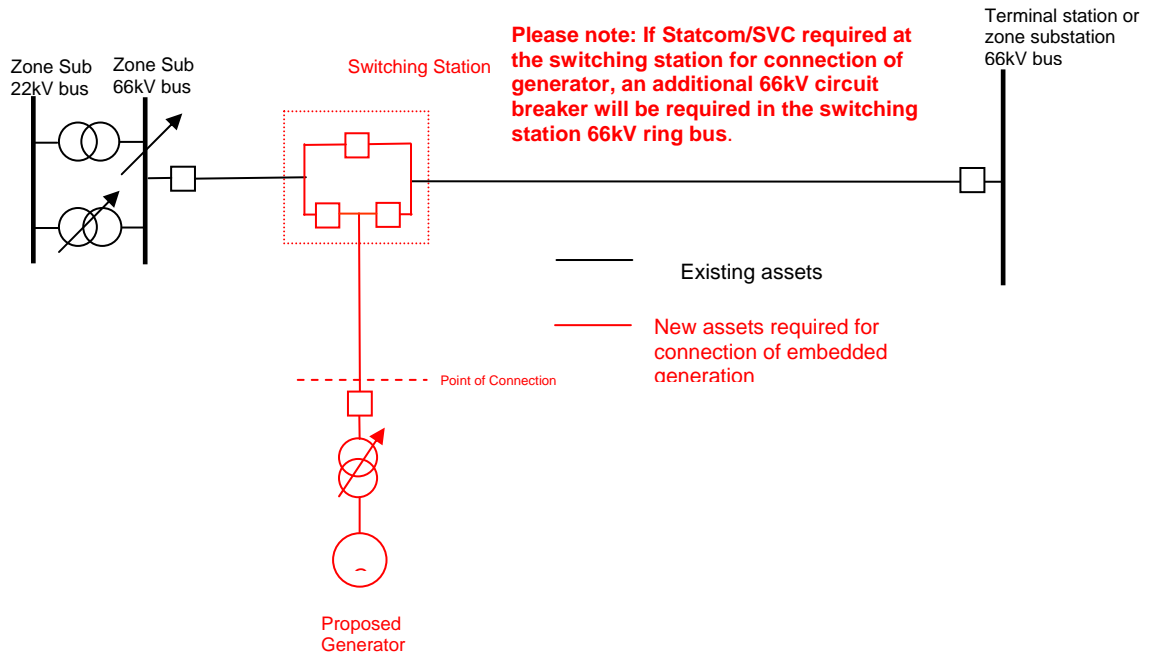 Zone Sub
22kV bus
Zone Sub
66kV bus
Switching Station
Please note: If Statcom/SVC required at
the switching station for connection of
generator, an additional 66kV circuit
breaker will be required in the switching
station 66kV ring bus.
Terminal station or
zone substation
66kV bus
Existing assets
New assets required for
connection of embedded
generation
Point of Connection
Proposed
Generator